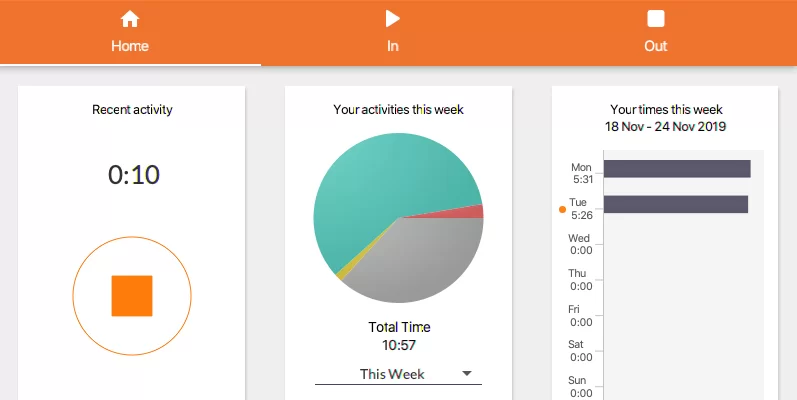 Home
In
Out
Recent activity
0:10
Your activities this week
Total Time
10:57
This Week
Your times this week
18 Nov - 24 Nov 2019
Mon
5:31
Tue
5:26
Wed
0:00
Thu
0:00
Fri
0:00
Sat
0:00
Sun
0:00